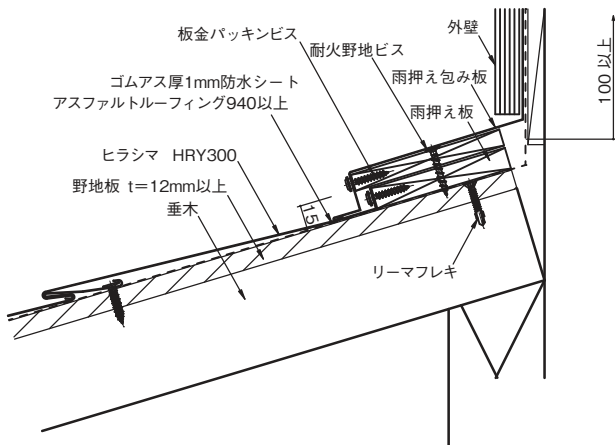 外壁
板金パッキンビス
耐火野地ビス
100以上
ゴムアス厚1mm防水シート
雨押え包み板
アスファルトルーフィング940以上
雨押え板
ヒラシマ HRY300
野地板 t=12mm以上
15
垂木
リーマフレキ